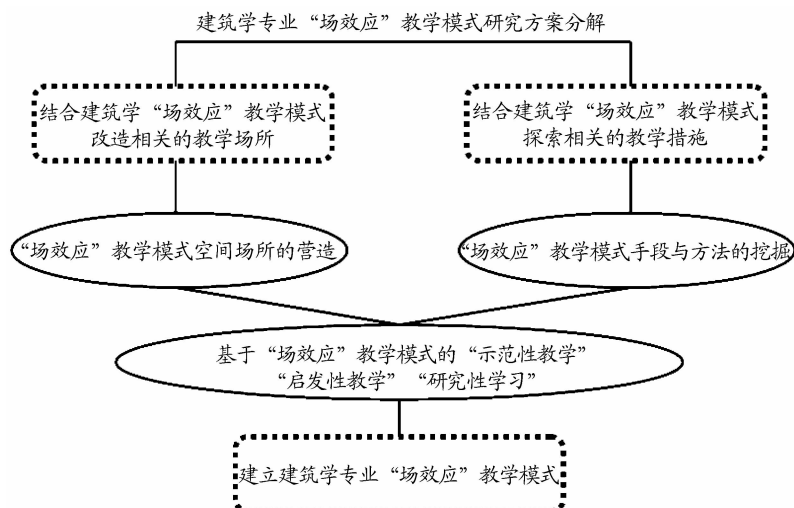 建筑学专业“场效应”教学模式研究方案分解
结合建筑学“场效应”教学模式
改造相关的教学场所
结合建筑学“场效应”教学模式
探索相关的教学措施
“场效应”教学模式空间场所的营造
“场效应”教学模式手段与方法的挖掘
基于“场效应”教学模式的“示范性教学”
“启发性教学”“研究性学习”
建立建筑学专业“场效应”教学模式